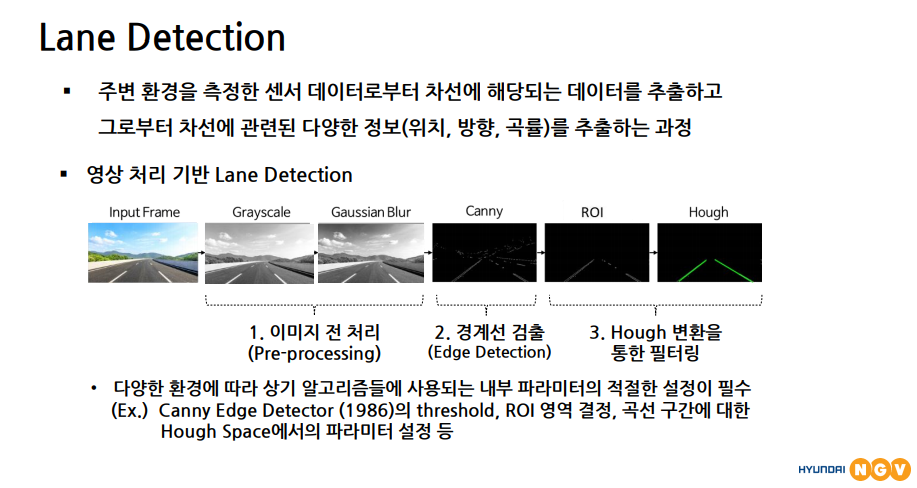 Lane Detection
▪ 주변 환경을 측정한 센서 데이터로부터 차선에 해당되는 데이터를 추출하고
그로부터 차선에 관련된 다양한 정보(위치, 방향, 곡률)를 추출하는 과정
▪ 영상 처리 기반 Lane Detection
Input Frame Grayscale Gaussian Blur Canny ROI Hough
1. 이미지 전 처리
(Pre-processing)
2. 경계선 검출
(Edge Detection)
3. Hough 변환을
통한 필터링
• 다양한 환경에 따라 상기 알고리즘들에 사용되는 내부 파라미터의 적절한 설정이 필수
(Ex.) Canny Edge Detector (1986)의 threshold, ROI 영역 결정, 곡선 구간에 대한
Hough Space에서의 파라미터 설정 등
HYUNDAI NGV